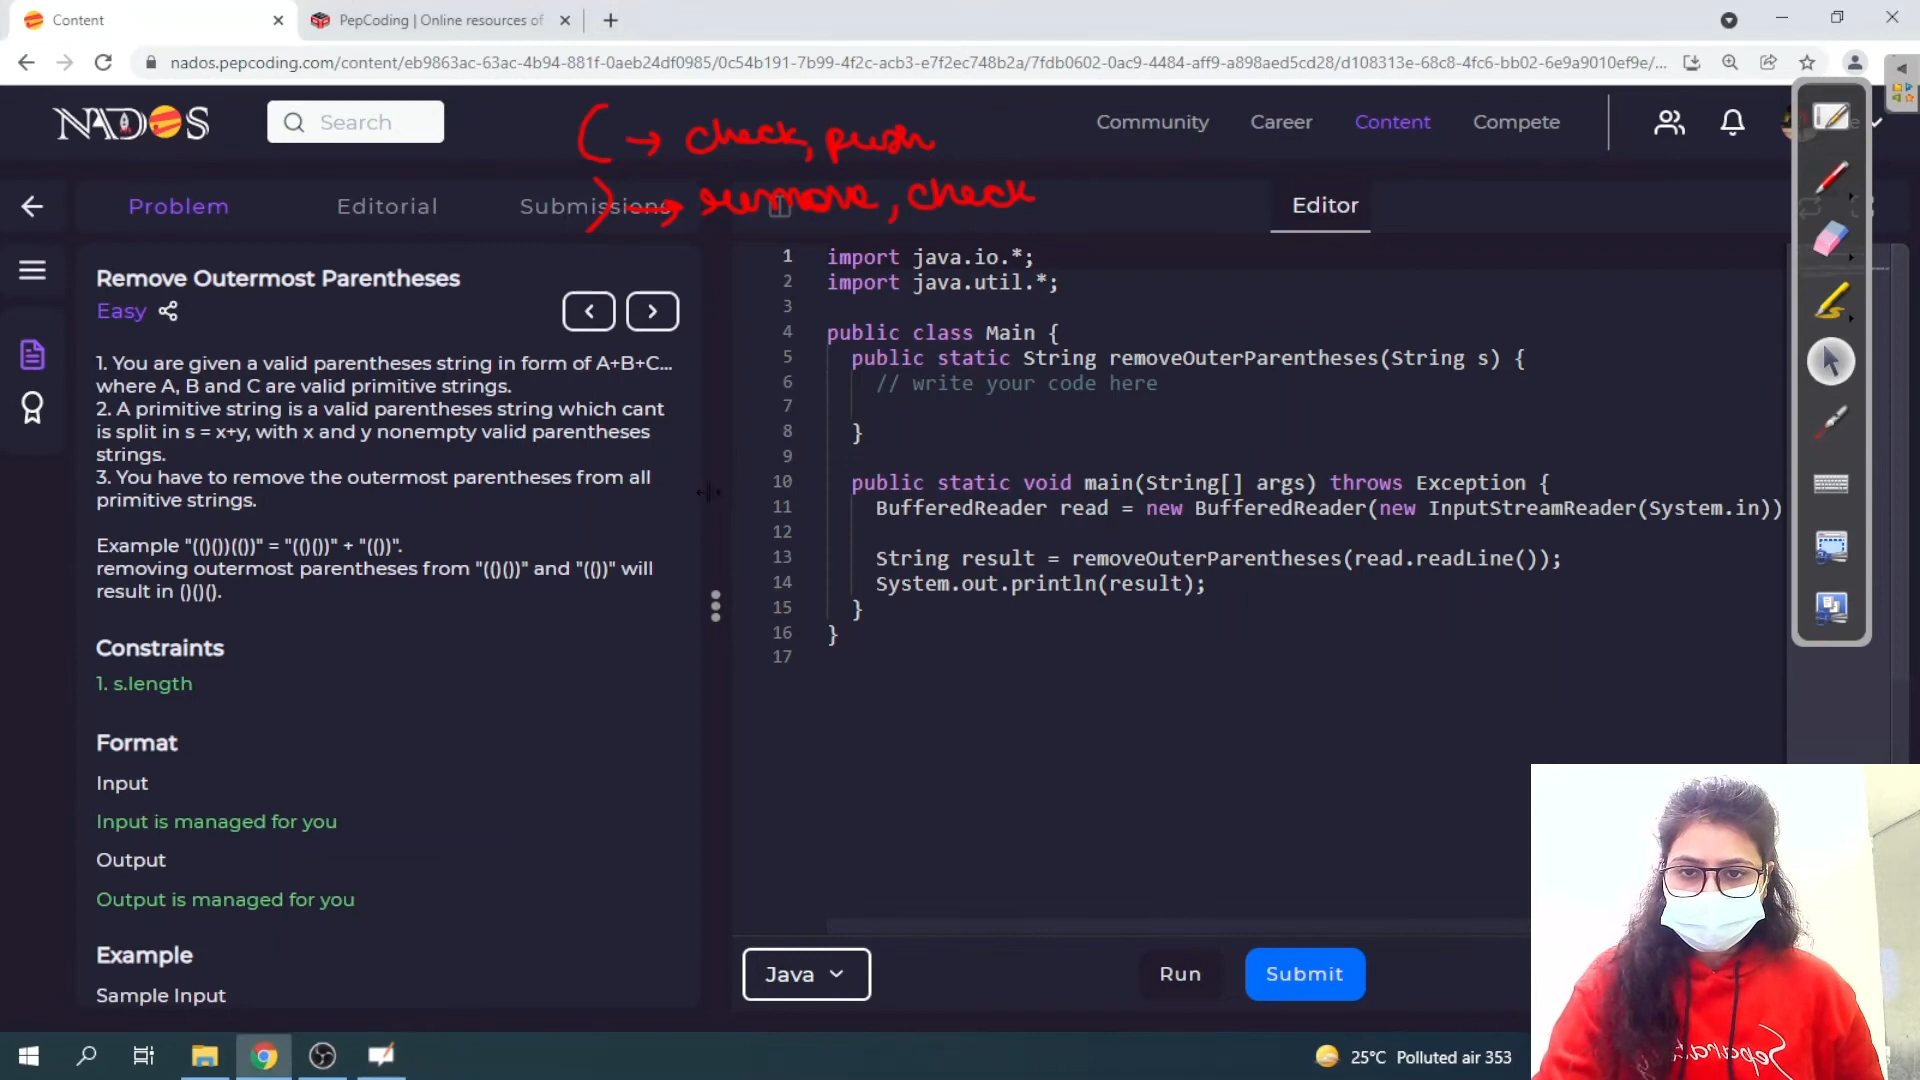 Content
PepCoding | Online resources of
nados.pepcoding.com/content/eb9863ac-63ac-4b94-881f-0aeb24df0985/0c54b191-7b99-4f2c-acb3-e7f2ec748b2a/7fdb0602-0ac9-4484-aff9-a898aed5cd28/d108313e-68c8-4fc6-bb02-6e9a9010ef9e/...
NADOS
Search
Community
Career
Content
Compete
( → check, push
) → remove, check
Problem
Editorial
Submissions
Editor
Remove Outermost Parentheses
Easy
1. You are given a valid parentheses string in form of A+B+C...
where A, B and C are valid primitive strings.
2. A primitive string is a valid parentheses string which cant
is split in s = x+y, with x and y nonempty valid parentheses
strings.
3. You have to remove the outermost parentheses from all
primitive strings.
Example "(()())(())" = "(()())" + "(())".
removing outermost parentheses from "(()())" and "(())" will
result in ()()().
Constraints
1. s.length
Format
Input
Input is managed for you
Output
Output is managed for you
Example
Sample Input
1 import java.io.*;
2 import java.util.*;
3
4 public class Main {
5 public static String removeOuterParentheses(String s) {
6 // write your code here
7
8 }
9
10 public static void main(String[] args) throws Exception {
11 BufferedReader read = new BufferedReader(new InputStreamReader(System.in))
12
13 String result = removeOuterParentheses(read.readLine());
14 System.out.println(result);
15 }
16 }
17
Java
Run
Submit
25°C Polluted air 353